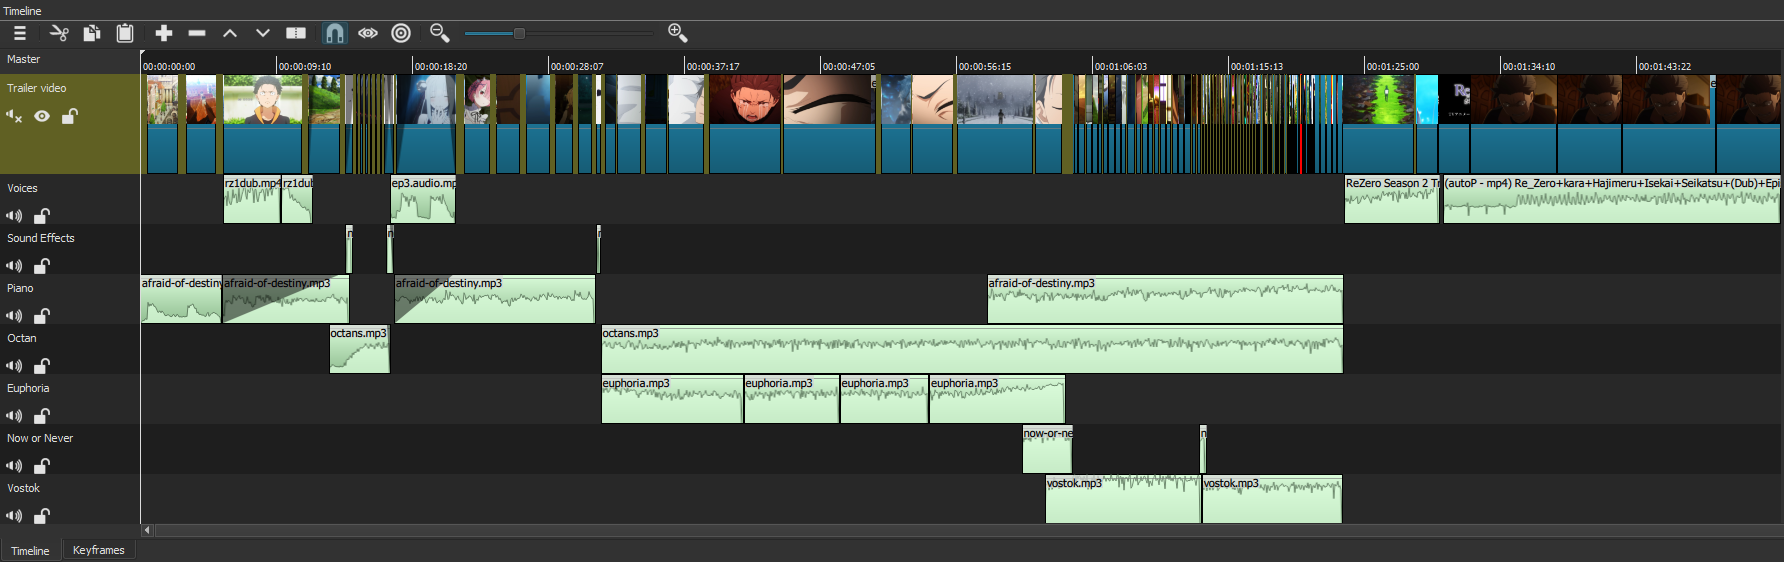 Timeline
Master
00:00:00:00 00:00:09:10 00:00:18:20 00:00:28:07 00:00:37:17 00:00:47:05 00:00:56:15 00:01:06:03 00:01:15:13 00:01:25:00 00:01:34:10 00:01:43:22
Trailer video
Voices
rz1dub.mp4 rz1dub ep3.audio.mp ReZero Season 2 Tr (autoP - mp4) Re_Zero+kara+Hajimeru+Isekai+Seikatsu+(Dub)+Epi
Sound Effects
n n
Piano
afraid-of-destiny afraid-of-destiny.mp3 afraid-of-destiny.mp3 afraid-of-destiny.mp3
Octan
octans.mp3 octans.mp3
Euphoria
euphoria.mp3 euphoria.mp3 euphoria.mp3 euphoria.mp3
Now or Never
now-or-ne n
Vostok
vostok.mp3 vostok.mp3
Timeline Keyframes